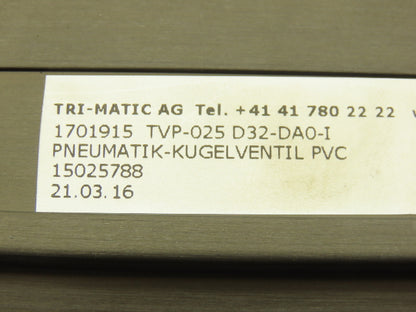 TRI-MATIC AG Tel. +41 41 780 22 22
1701915 TVP-025 D32-DA0-I
PNEUMATIK-KUGELVENTIL PVC
15025788
21.03.16